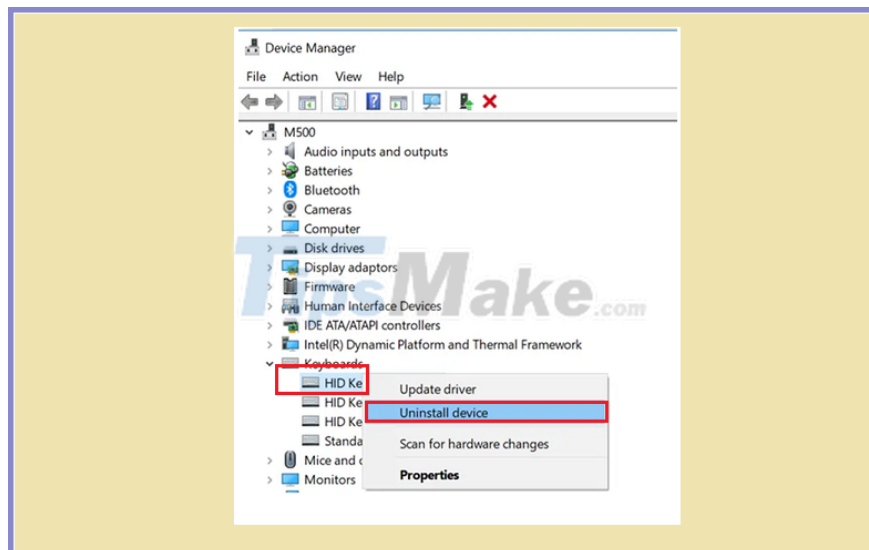 Device Manager
File Action View Help
M500
Audio inputs and outputs
Batteries
Bluetooth
Cameras
Computer
Disk drives
Display adaptors
Firmware
TipsMake.com
Human Interface Devices
IDE ATA/ATAPI controllers
Intel(R) Dynamic Platform and Thermal Framework
Keyboards
HID Ke
Update driver
HID Ke
Uninstall device
HID Ke
Standa
Scan for hardware changes
Mice and
Properties
Monitors